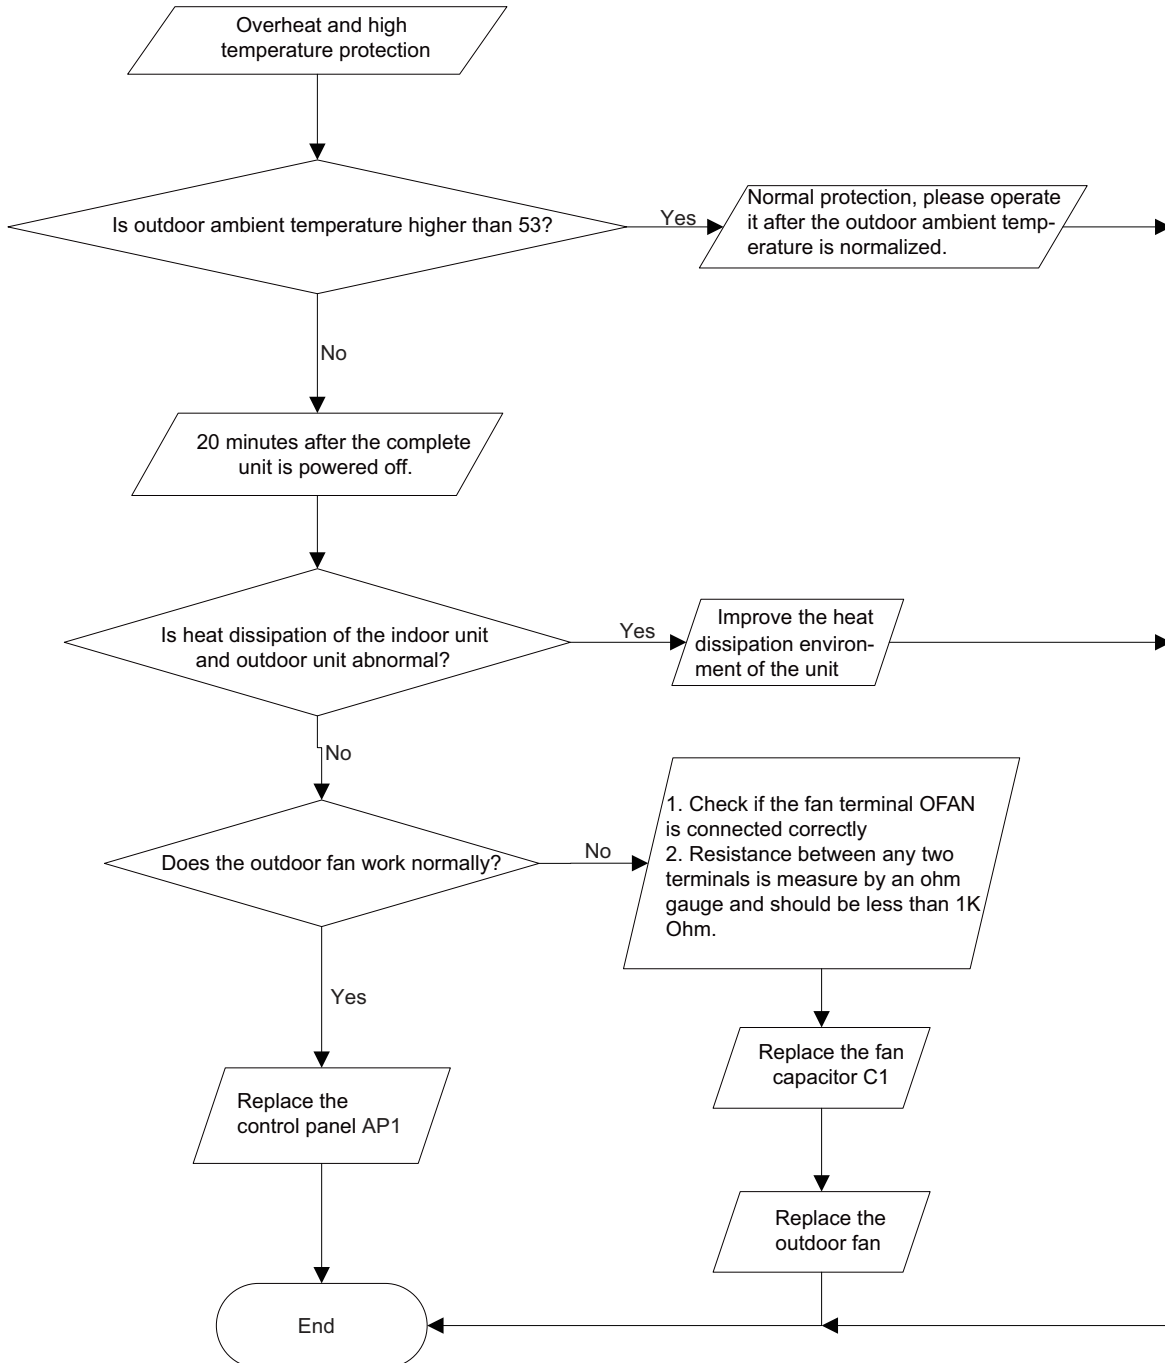 Overheat and high
temperature protection
Is outdoor ambient temperature higher than 53?
Yes
Normal protection, please operate
it after the outdoor ambient temp-
erature is normalized.
No
20 minutes after the complete
unit is powered off.
Is heat dissipation of the indoor unit
and outdoor unit abnormal?
Yes
Improve the heat
dissipation environ-
ment of the unit
No
Does the outdoor fan work normally?
No
1. Check if the fan terminal OFAN
is connected correctly
2. Resistance between any two
terminals is measure by an ohm
gauge and should be less than 1K
Ohm.
Yes
Replace the fan
capacitor C1
Replace the
control panel AP1
Replace the
outdoor fan
End